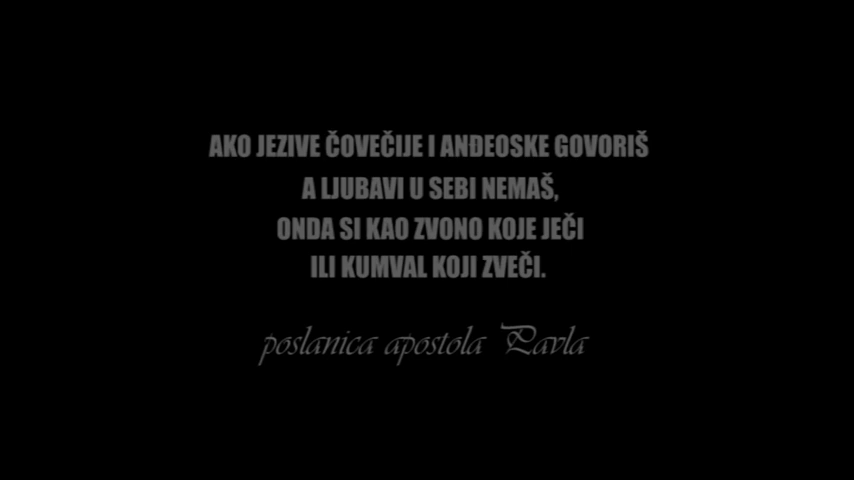 AKO JEZIVE ČOVEČIJE I ANĐEOSKE GOVORIŠ
A LJUBAVI U SEBI NEMAŠ,
ONDA SI KAO ZVONO KOJE JEČI
ILI KUMVAL KOJI ZVEČI.
poslanica apostola Pavla